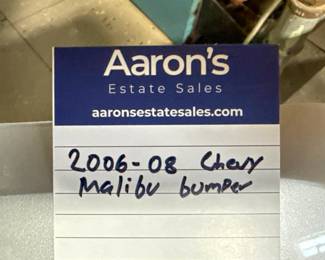 Aaron's
Estate Sales
aaronsestatesales.com
2006-08 Chevy
Malibu bumper